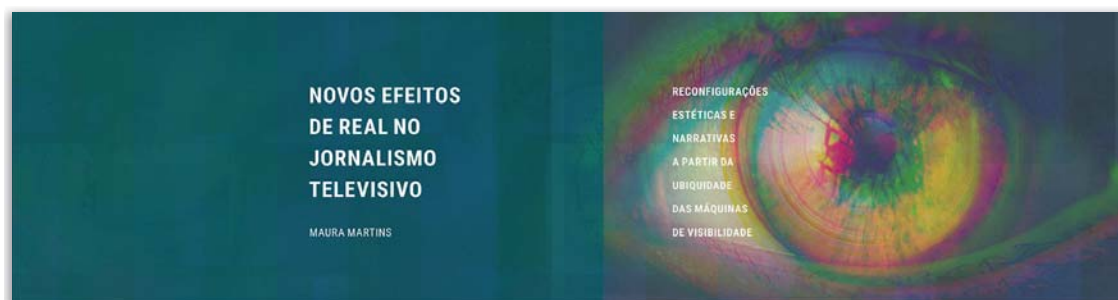 NOVOS EFEITOS
DE REAL NO
JORNALISMO
TELEVISIVO
MAURA MARTINS
RECONFIGURAÇÕES
ESTÉTICAS E
NARRATIVAS
A PARTIR DA
UBIQUIDADE
DAS MÁQUINAS
DE VISIBILIDADE